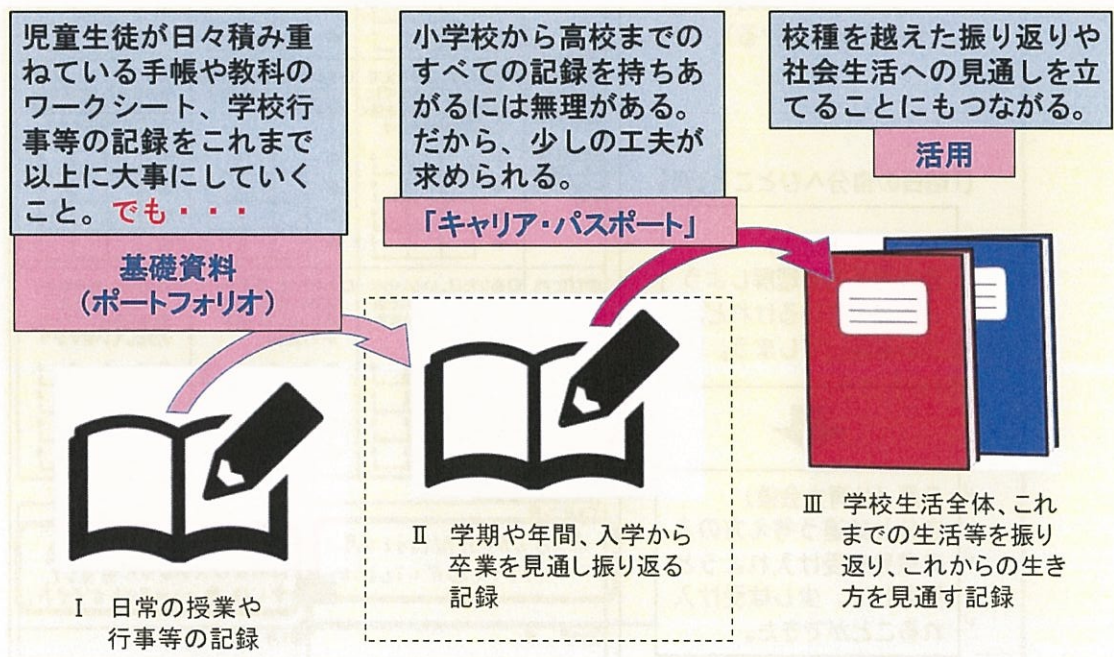 児童生徒が日々積み重
ねている手帳や教科の
ワークシート、学校行
事等の記録をこれまで
以上に大事にしていく
こと。でも・・・
基礎資料
(ポートフォリオ)
Ⅰ 日常の授業や
行事等の記録
小学校から高校までの
すべての記録を持ちあ
がるには無理がある。
だから、少しの工夫が
求められる。
「キャリア・パスポート」
Ⅱ 学期や年間、入学から
卒業を見通し振り返る
記録
校種を越えた振り返りや
社会生活への見通しを立
てることにもつながる。
活用
Ⅲ 学校生活全体、これ
までの生活等を振り
返り、これからの生き
方を見通す記録